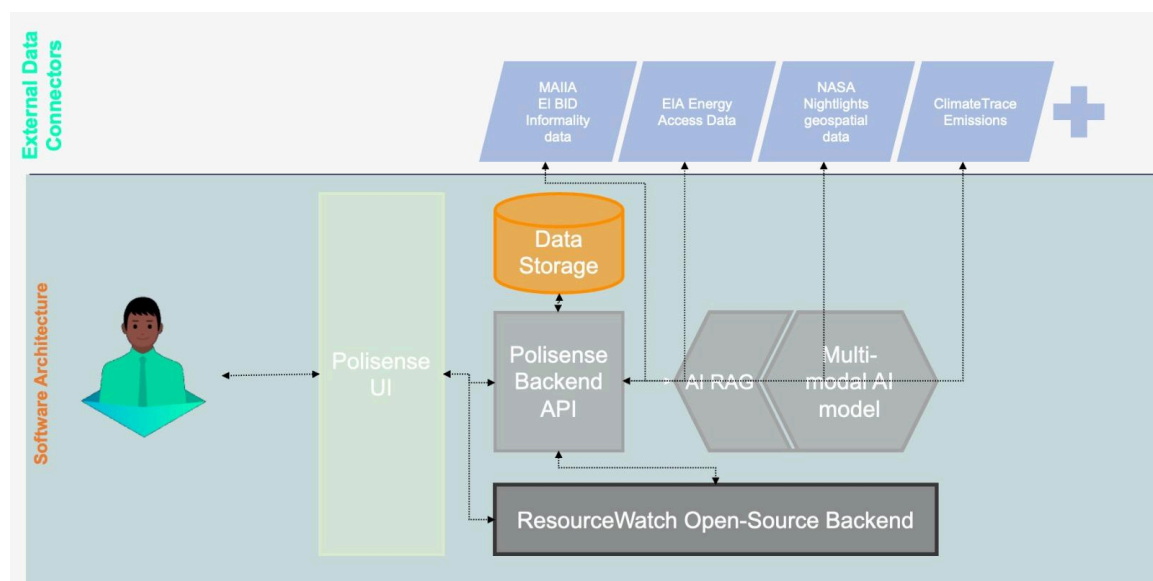 External Data
Connectors
MAIIA
EI BID
Informality
data
EIA Energy
Access Data
NASA
Nightlights
geospatial
data
ClimateTrace
Emissions
Software Architecture
Data
Storage
Polisense
UI
Polisense
Backend
API
AI RAG
Multi-
modal AI
model
ResourceWatch Open-Source Backend